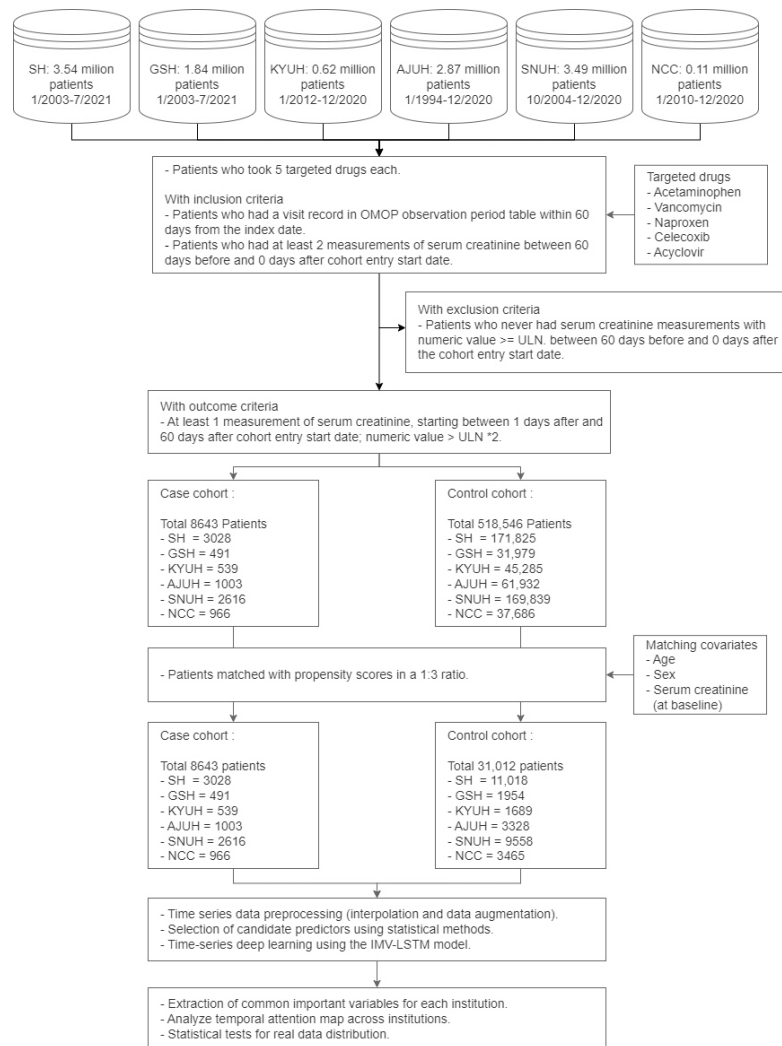 SH: 3.54 milion
patients
1/2003-7/2021
GSH: 1.84 milion
patients
1/2003-7/2021
KYUH: 0.62 milion
patients
1/2012-12/2020
AJUH: 2.87 milion
patients
1/1994-12/2020
SNUH: 3.49 milion
patients
10/2004-12/2020
NCC: 0.11 milion
patients
1/2010-12/2020
- Patients who took 5 targeted drugs each.
With inclusion criteria
- Patients who had a visit record in OMOP observation period table within 60
days from the index date.
- Patients who had at least 2 measurements of serum creatinine between 60
days before and 0 days after cohort entry start date.
Targeted drugs
- Acetaminophen
- Vancomycin
- Naproxen
- Celecoxib
- Acyclovir
With exclusion criteria
- Patients who never had serum creatinine measurements with
numeric value >= ULN. between 60 days before and 0 days after
the cohort entry start date.
With outcome criteria
- At least 1 measurement of serum creatinine, starting between 1 days after and
60 days after cohort entry start date; numeric value > ULN *2.
Case cohort :
Total 8643 Patients
- SH = 3028
- GSH = 491
- KYUH = 539
- AJUH = 1003
- SNUH = 2616
- NCC = 966
Control cohort :
Total 518,546 Patients
- SH = 171,825
- GSH = 31,979
- KYUH = 45,285
- AJUH = 61,932
- SNUH = 169,839
- NCC = 37,686
- Patients matched with propensity scores in a 1:3 ratio.
Matching covariates
- Age
- Sex
- Serum creatinine
(at baseline)
Case cohort :
Total 8643 patients
- SH = 3028
- GSH = 491
- KYUH = 539
- AJUH = 1003
- SNUH = 2616
- NCC = 966
Control cohort :
Total 31,012 patients
- SH = 11,018
- GSH = 1954
- KYUH = 1689
- AJUH = 3328
- SNUH = 9558
- NCC = 3465
- Time series data preprocessing (interpolation and data augmentation).
- Selection of candidate predictors using statistical methods.
- Time-series deep learning using the IMV-LSTM model.
- Extraction of common important variables for each institution.
- Analyze temporal attention map across institutions.
- Statistical tests for real data distribution.